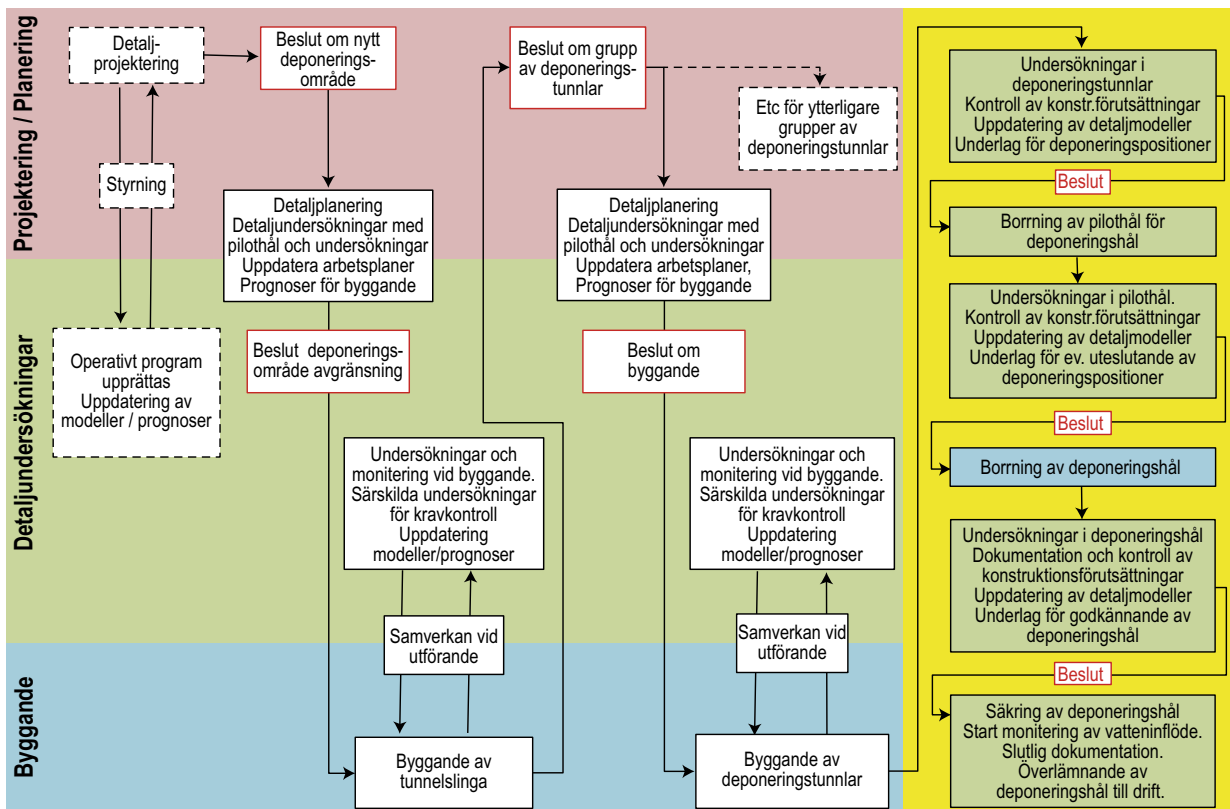 Projektering / Planering
Detalj-
projektering
Styrning
Beslut om nytt
deponerings-
område
Detaljplanering
Detaljundersökningar med
pilothål och undersökningar
Uppdatera arbetsplaner
Prognoser för byggande
Beslut om grupp
av deponerings-
tunnlar
Etc för ytterligare
grupper av
deponeringstunnlar
Detaljplanering
Detaljundersökningar med
pilothål och undersökningar
Uppdatera arbetsplaner,
Prognoser för byggande
Detaljundersökningar
Operativt program
upprättas
Uppdatering av
modeller / prognoser
Beslut deponerings-
område avgränsning
Undersökningar och
monitering vid byggande.
Särskilda undersökningar
för kravkontroll
Uppdatering
modeller/prognoser
Samverkan vid
utförande
Beslut om
byggande
Undersökningar och
monitering vid byggande.
Särskilda undersökningar
för kravkontroll
Uppdatering
modeller/prognoser
Samverkan vid
utförande
Byggande
Byggande av
tunnelslinga
Byggande av
deponeringstunnlar
Undersökningar i
deponeringstunnlar
Kontroll av konstr.förutsättningar
Uppdatering av detaljmodeller
Underlag för deponeringspositioner
Beslut
Borrning av pilothål för
deponeringshål
Undersökningar i pilothål.
Kontroll av konstr.förutsättningar
Uppdatering av detaljmodeller
Underlag för ev. uteslutande av
deponeringspositioner
Beslut
Borrning av deponeringshål
Undersökningar i deponeringshål
Dokumentation och kontroll av
konstruktionsförutsättningar
Uppdatering av detaljmodeller
Underlag för godkännande av
deponeringshål
Beslut
Säkring av deponeringshål
Start monitering av vatteninflöde.
Slutlig dokumentation.
Överlämnande av
deponeringshål till drift.